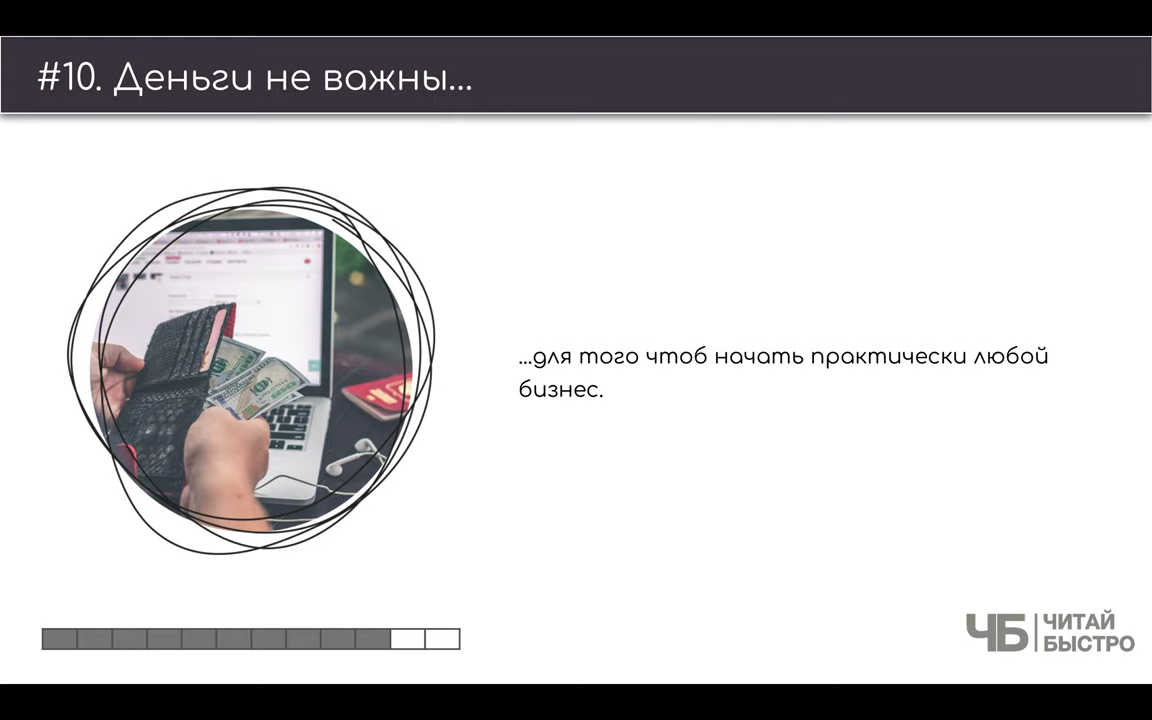 #10. Деньги не важны...
...для того чтоб начать практически любой
бизнес.
ЧБ
ЧИТАЙ
БЫСТРО